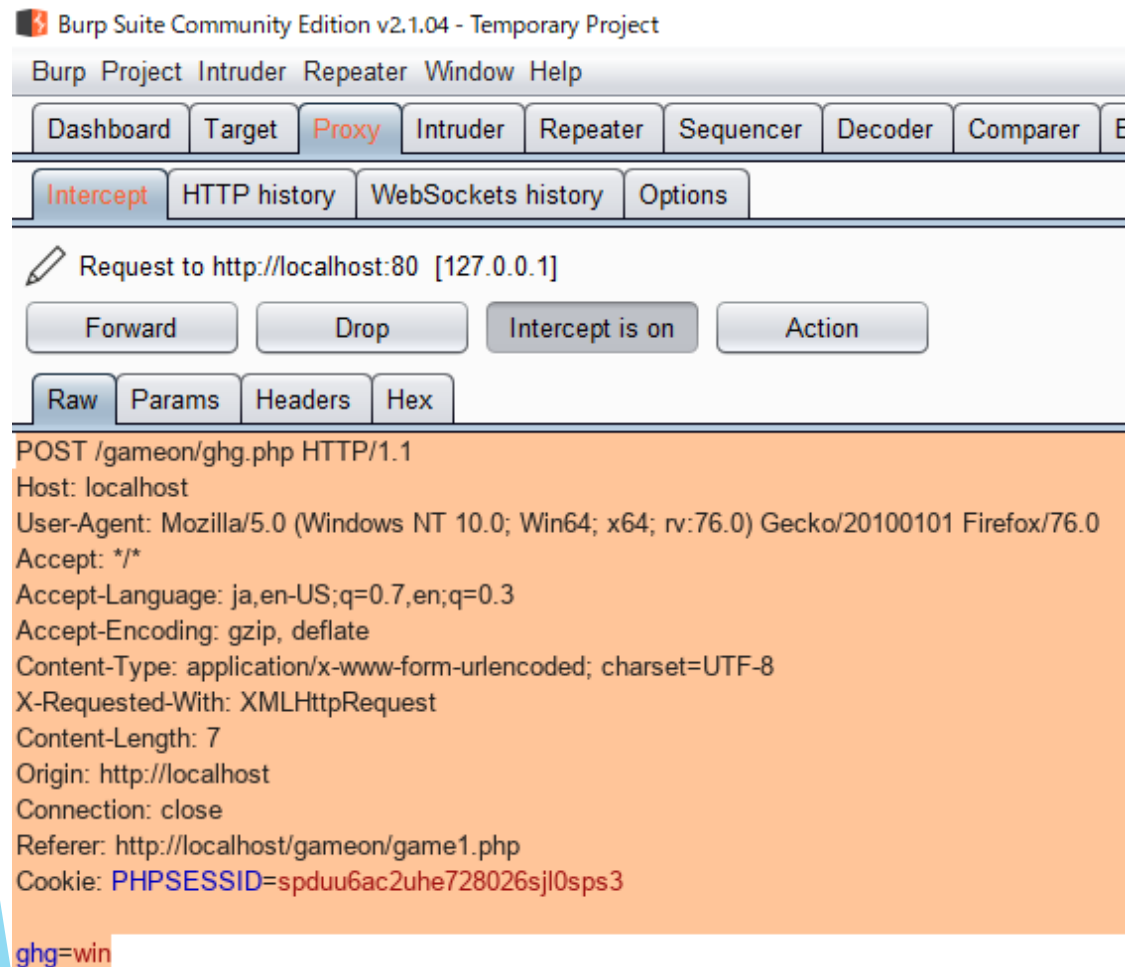 Burp Suite Community Edition v2.1.04 - Temporary Project
Burp Project Intruder Repeater Window Help
Dashboard Target Proxy Intruder Repeater Sequencer Decoder Comparer
Intercept HTTP history WebSockets history Options
Request to http://localhost:80 [127.0.0.1]
Forward Drop Intercept is on Action
Raw Params Headers Hex
POST /gameon/ghg.php HTTP/1.1
Host: localhost
User-Agent: Mozilla/5.0 (Windows NT 10.0; Win64; x64; rv:76.0) Gecko/20100101 Firefox/76.0
Accept: */*
Accept-Language: ja,en-US;q=0.7,en;q=0.3
Accept-Encoding: gzip, deflate
Content-Type: application/x-www-form-urlencoded; charset=UTF-8
X-Requested-With: XMLHttpRequest
Content-Length: 7
Origin: http://localhost
Connection: close
Referer: http://localhost/gameon/game1.php
Cookie: PHPSESSID=spduu6ac2uhe728026sjl0sps3
ghg=win